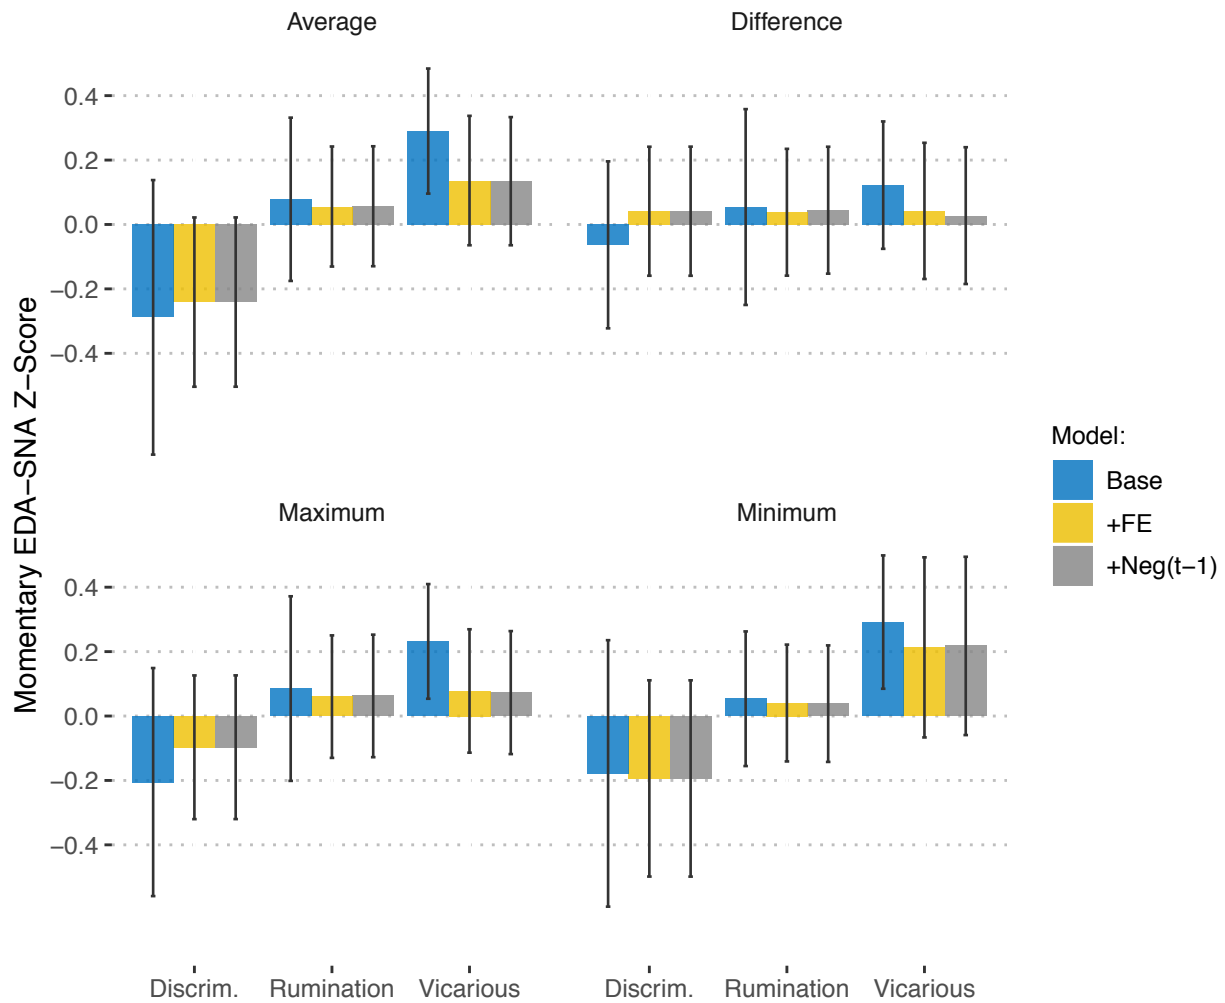 Average
Difference
0.4
0.2
0.0
−0.2
−0.4
Momentary EDA−SNA Z−Score
Maximum
Minimum
0.4
0.2
0.0
−0.2
−0.4
Discrim.
Rumination
Vicarious
Discrim.
Rumination
Vicarious
Model:
Base
+FE
+Neg(t−1)